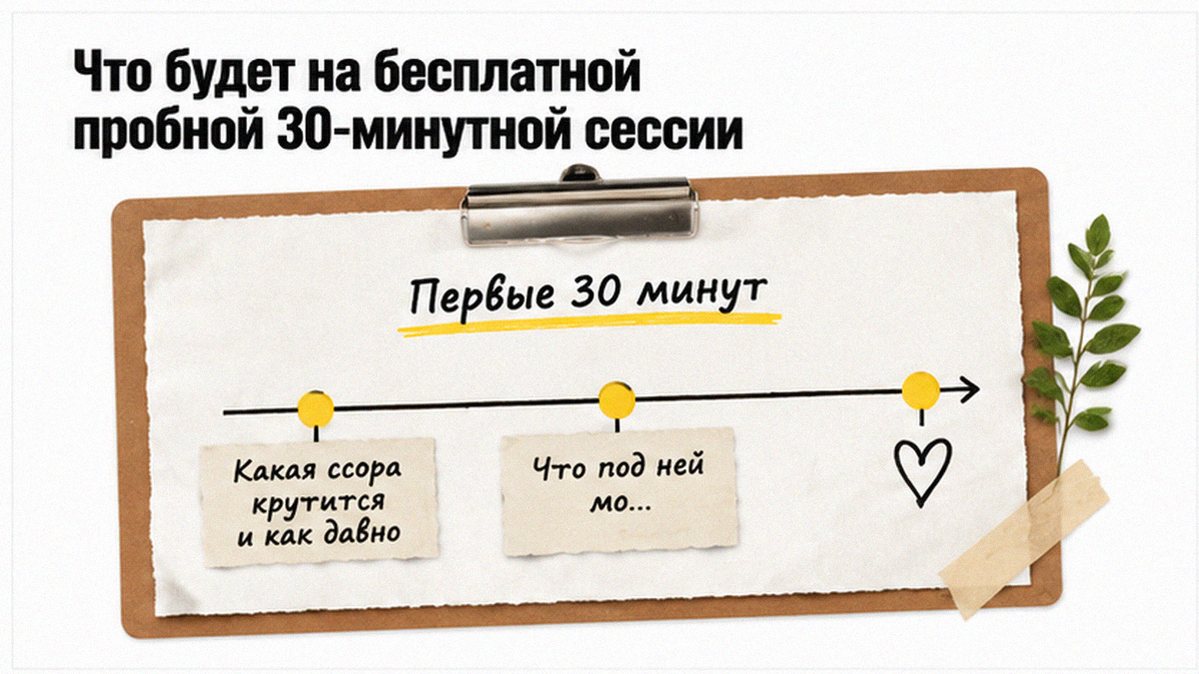 Что будет на бесплатной
пробной 30-минутной сессии
Первые 30 минут
Какая ссора
крутится
и как давно
Что под ней
мо...